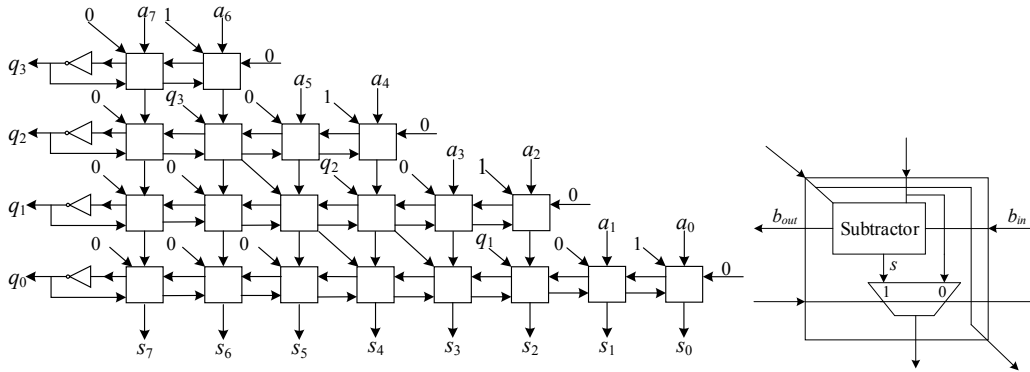 0 a7 1 a6
q3 0
0 q3 0 a5 1 a4
q2 0
0 0 q2 0 a3 1 a2
q1 0
0 0 0 q1 0 a1 1 a0
q0 0
s7 s6 s5 s4 s3 s2 s1 s0
bout Subtractor bin
s
1 0